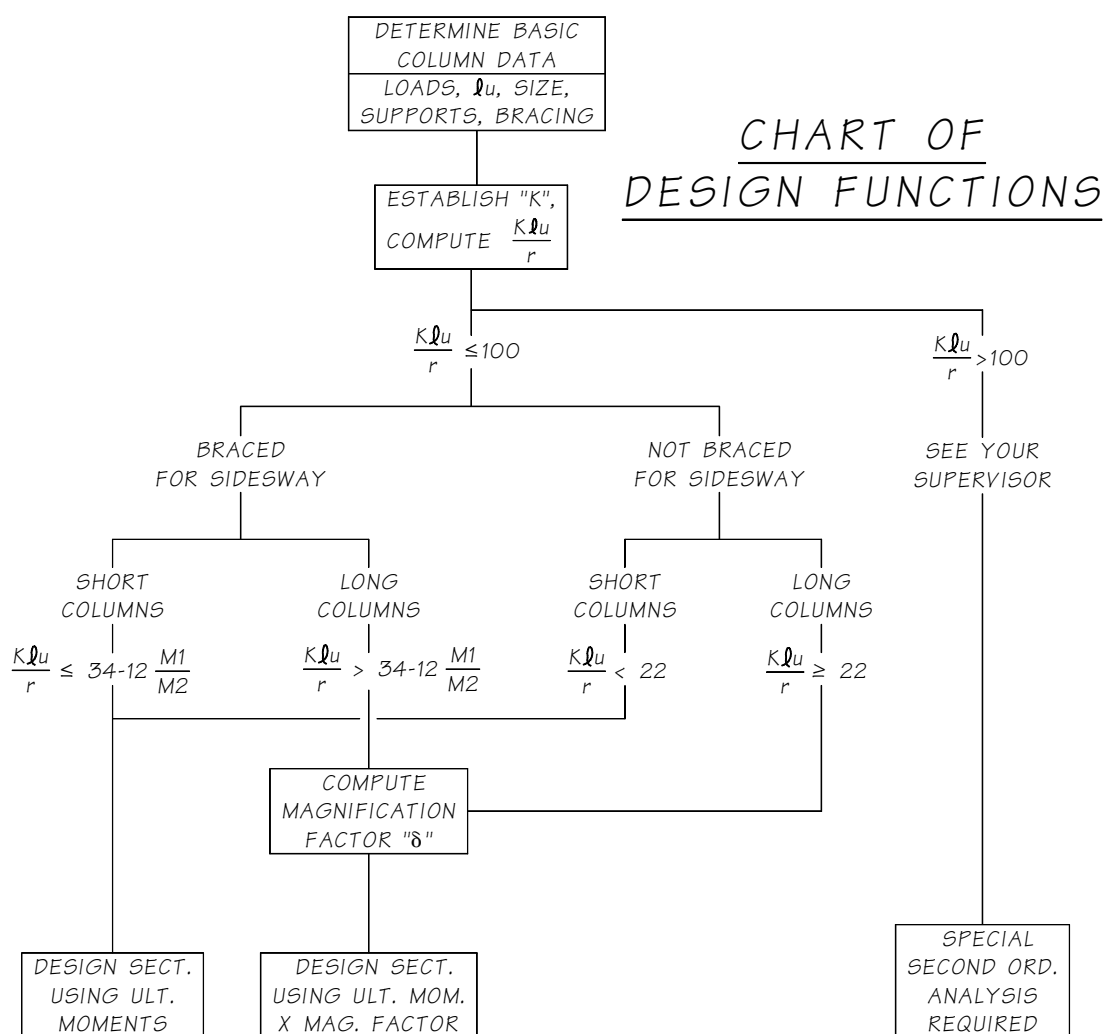 DETERMINE BASIC
COLUMN DATA
LOADS, ℓu, SIZE,
SUPPORTS, BRACING
CHART OF
DESIGN FUNCTIONS
ESTABLISH "K",
COMPUTE Kℓu
r
Kℓu
r
≤100
Kℓu
r
>100
BRACED
FOR SIDESWAY
NOT BRACED
FOR SIDESWAY
SEE YOUR
SUPERVISOR
SHORT
COLUMNS
LONG
COLUMNS
SHORT
COLUMNS
LONG
COLUMNS
Kℓu
r
≤ 34-12
M1
M2
Kℓu
r
> 34-12
M1
M2
Kℓu
r
< 22
Kℓu
r
≥ 22
COMPUTE
MAGNIFICATION
FACTOR "δ"
DESIGN SECT.
USING ULT.
MOMENTS
DESIGN SECT.
USING ULT. MOM.
X MAG. FACTOR
SPECIAL
SECOND ORD.
ANALYSIS
REQUIRED